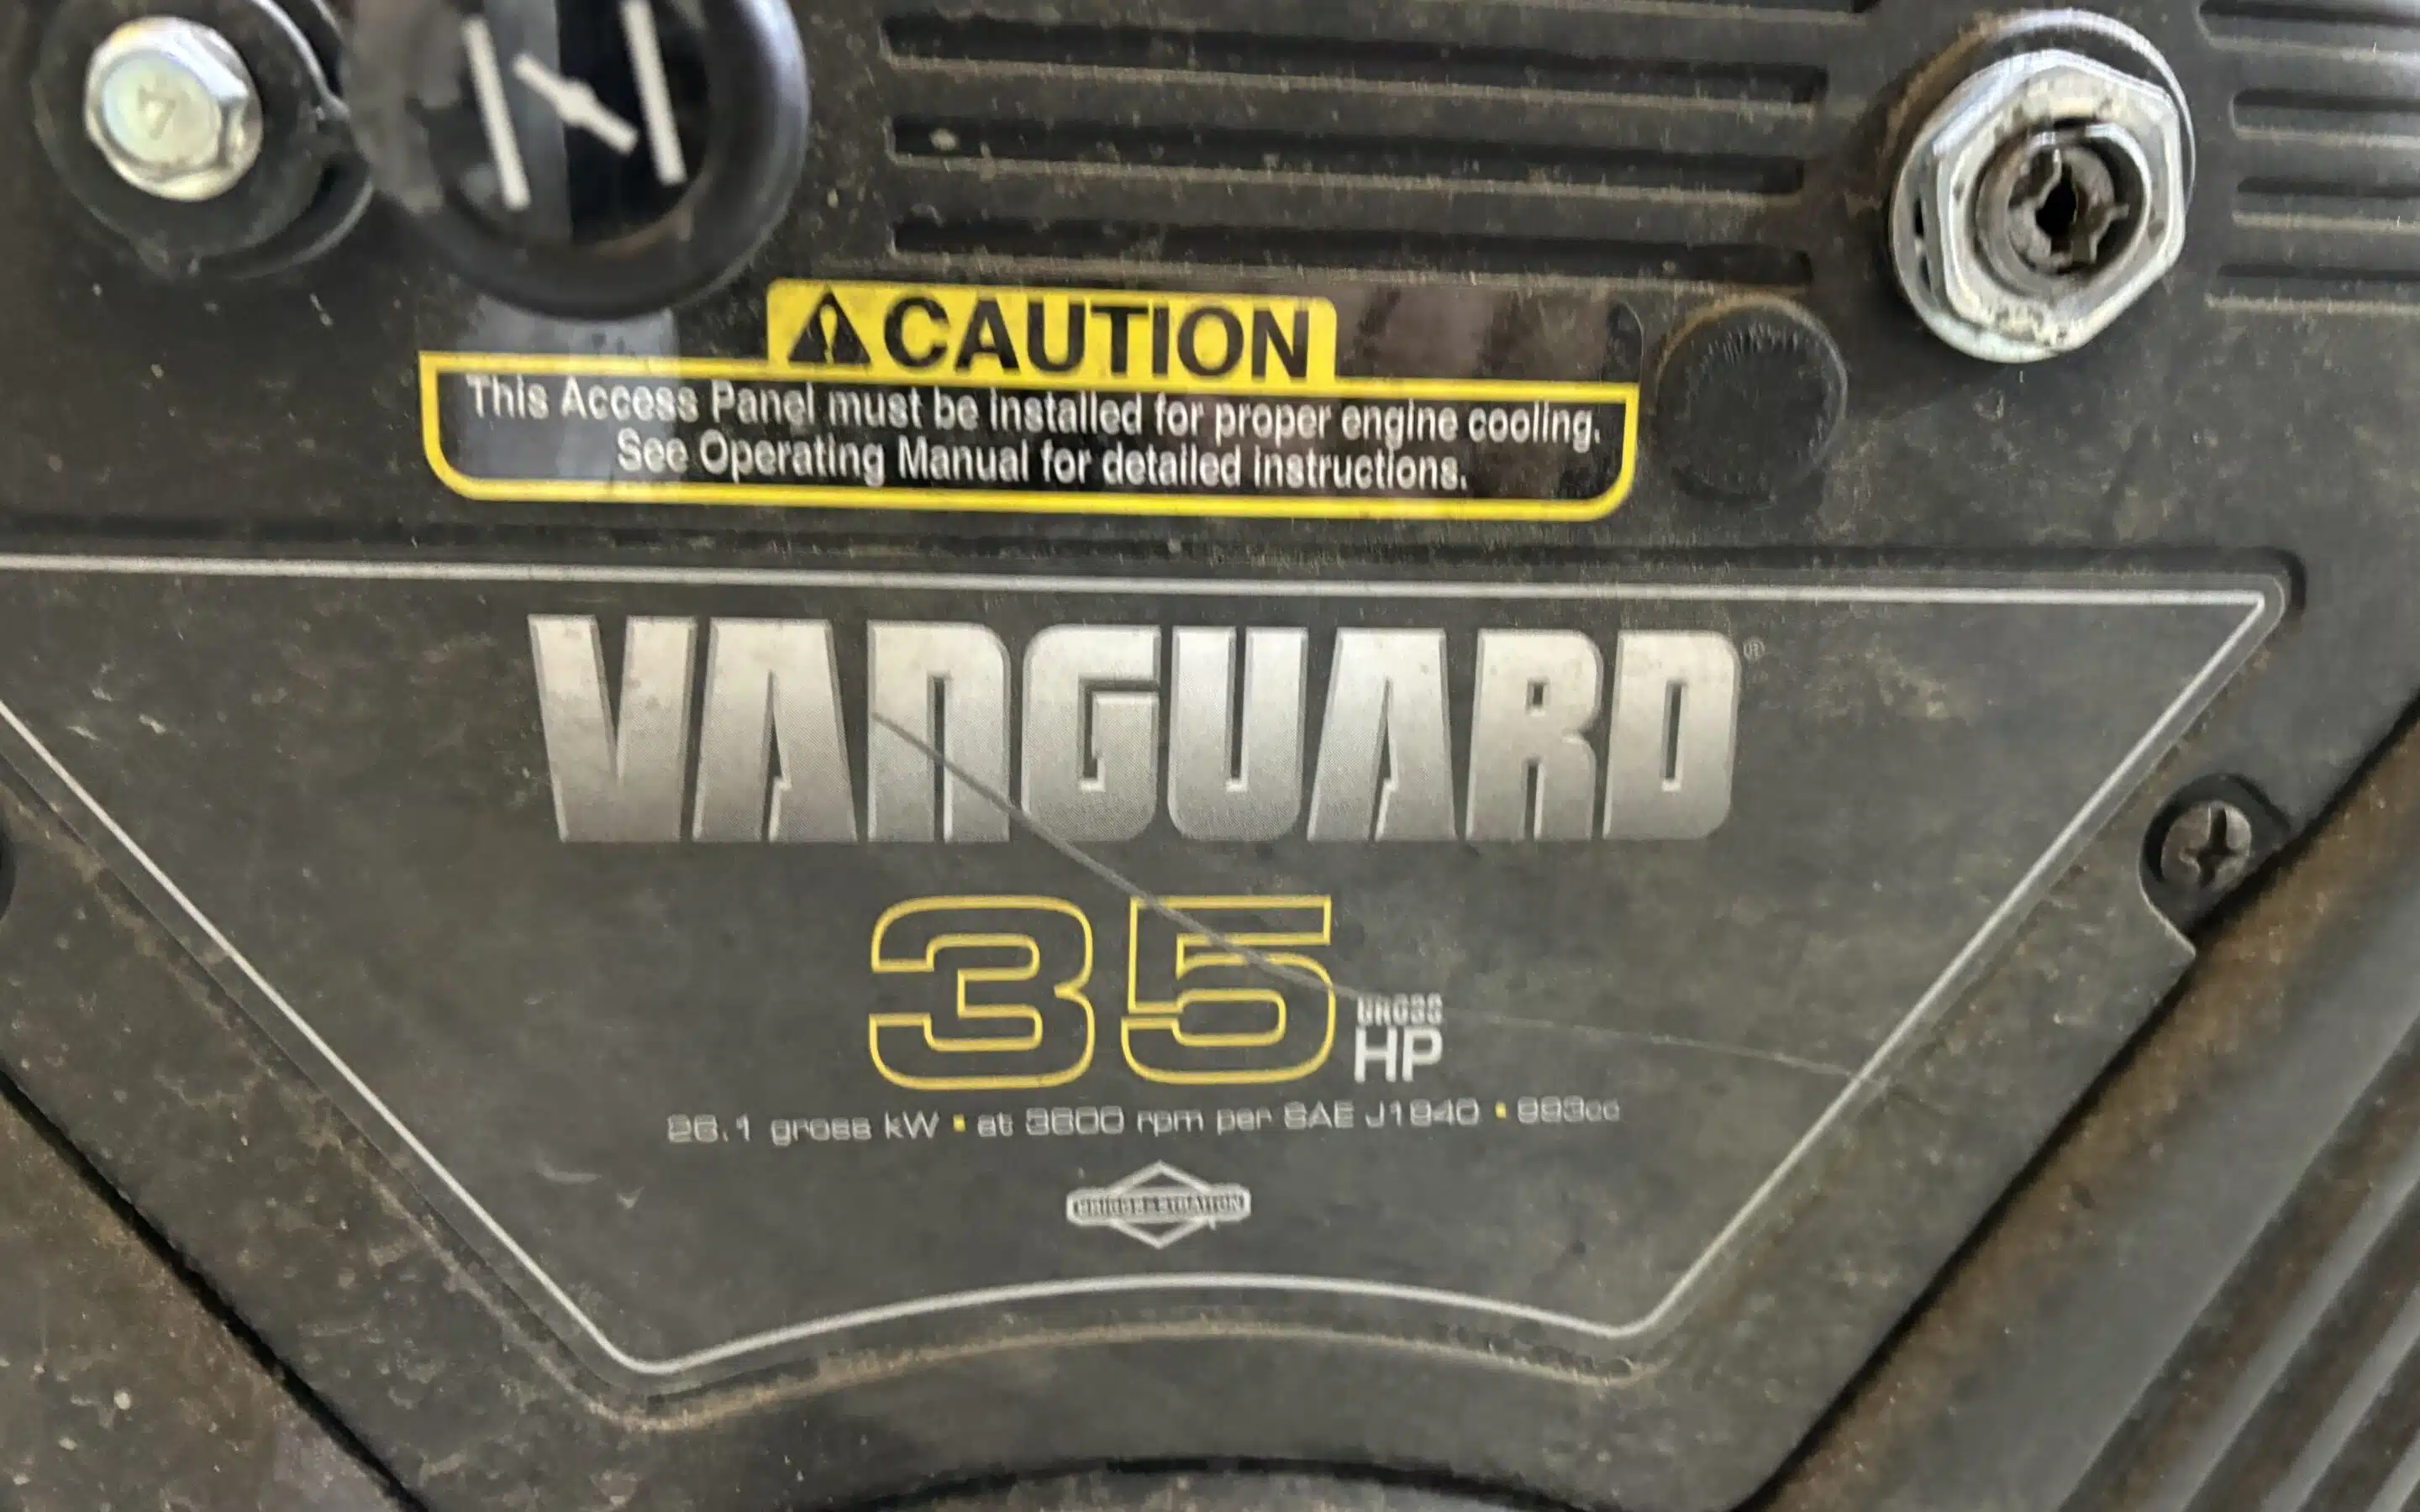 ⚠ CAUTION
This Access Panel must be installed for proper engine cooling.
See Operating Manual for detailed instructions.
VANGUARD®
35 GROSS HP
26.1 gross kW ▪ at 3600 rpm per SAE J1940 ▪ 993cc
BRIGGS & STRATTON